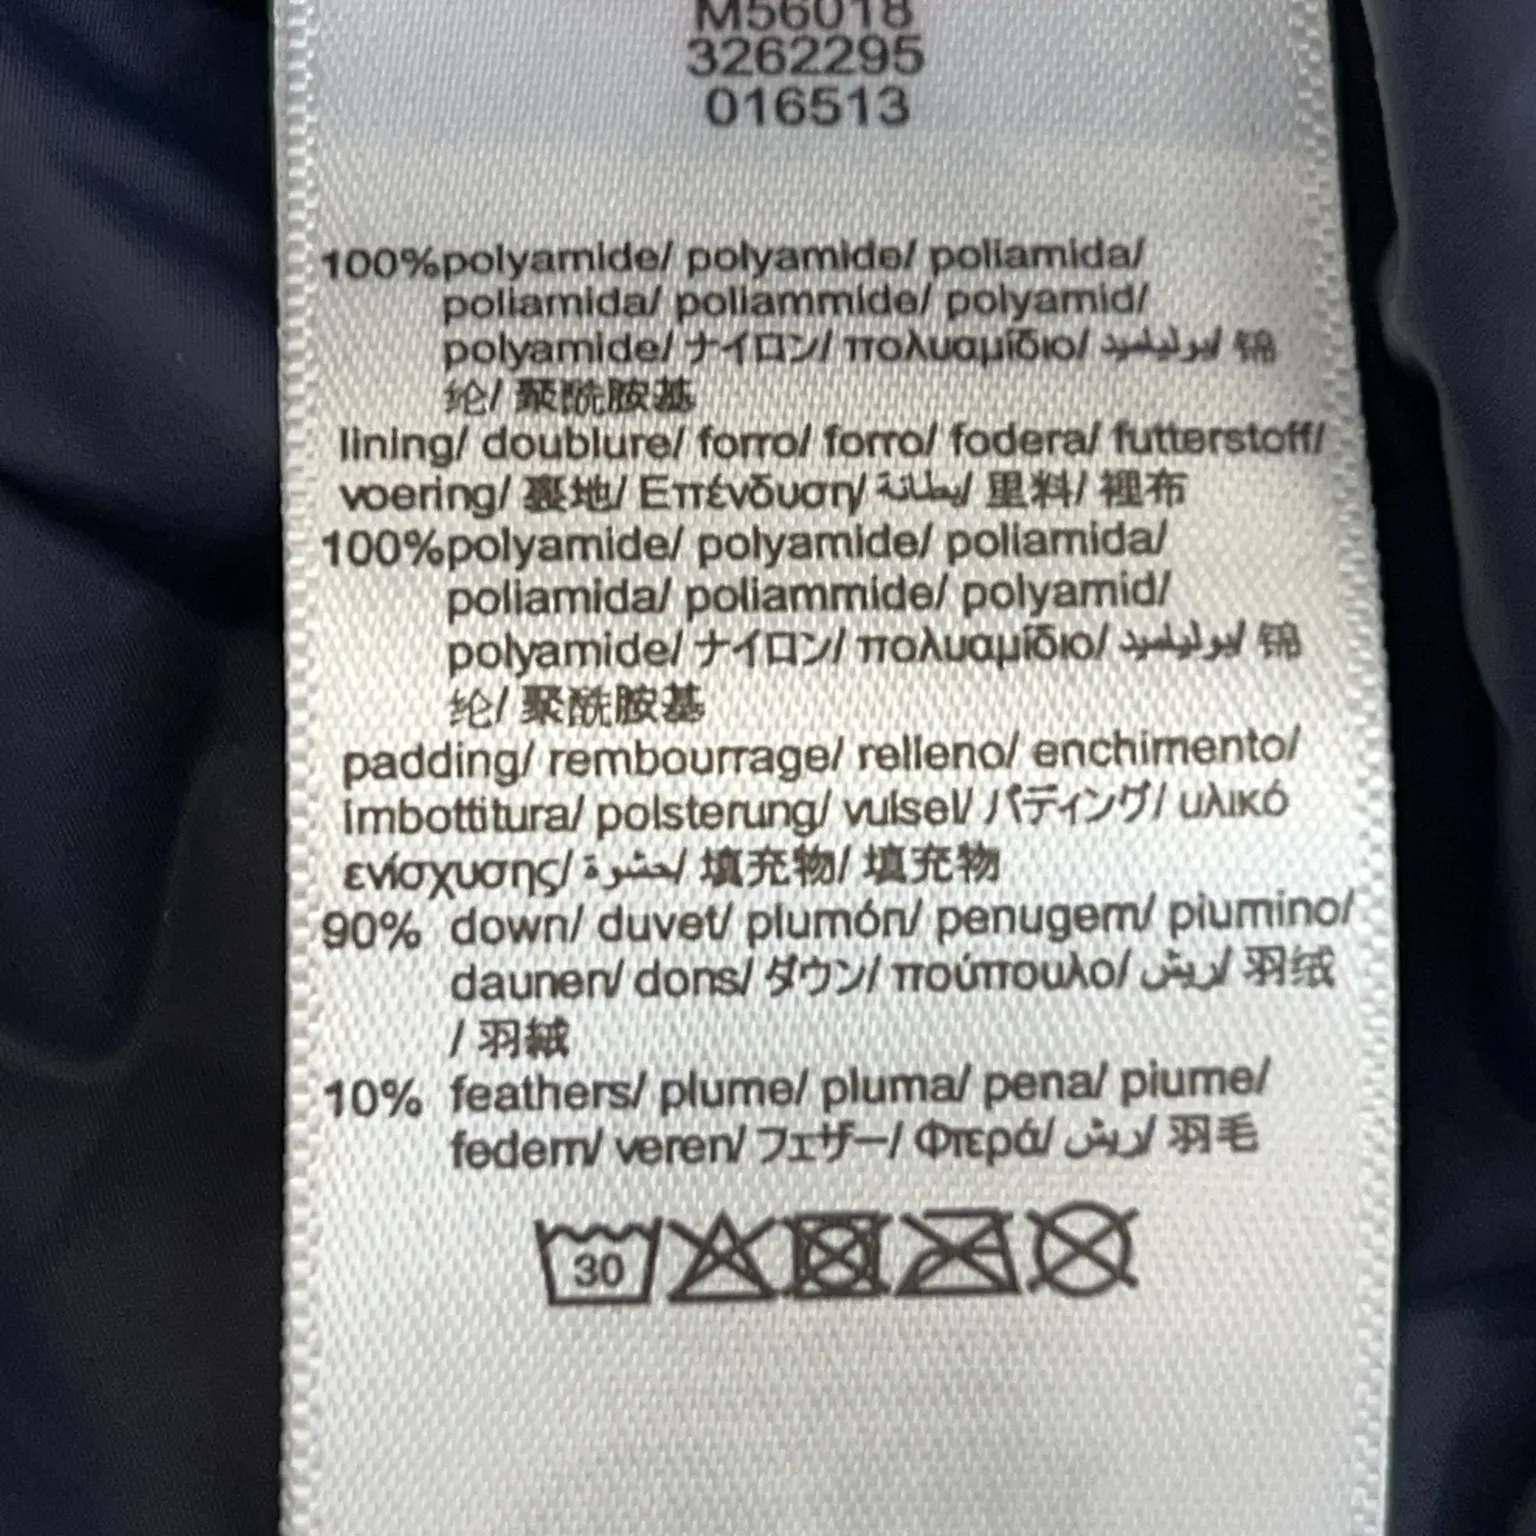 M56018
3262295
016513
100% polyamide/ polyamide/ poliamida/
poliamida/ poliammide/ polyamid/
polyamide/ ナイロン/ πολυαμίδιο/ بوليليميد/ 锦
纶/ 聚酰胺基
lining/ doublure/ forro/ forro/ fodera/ futterstoff/
voering/ 裏地/ Επένδυση/ بطانة/ 里料/ 裡布
100% polyamide/ polyamide/ poliamida/
poliamida/ poliammide/ polyamid/
polyamide/ ナイロン/ πολυαμίδιο/ بوليليميد/ 锦
纶/ 聚酰胺基
padding/ rembourrage/ relleno/ enchimento/
imbottitura/ polsterung/ vulsel/ パディング/ υλικό
ενίσχυσης/ حشوة/ 填充物/ 填充物
90% down/ duvet/ plumón/ penugem/ piumino/
daunen/ dons/ ダウン/ πούπουλο/ ريش/ 羽绒
/ 羽絨
10% feathers/ plume/ pluma/ pena/ piume/
federn/ veren/ フェザー/ Φτερά/ ريش/ 羽毛
30